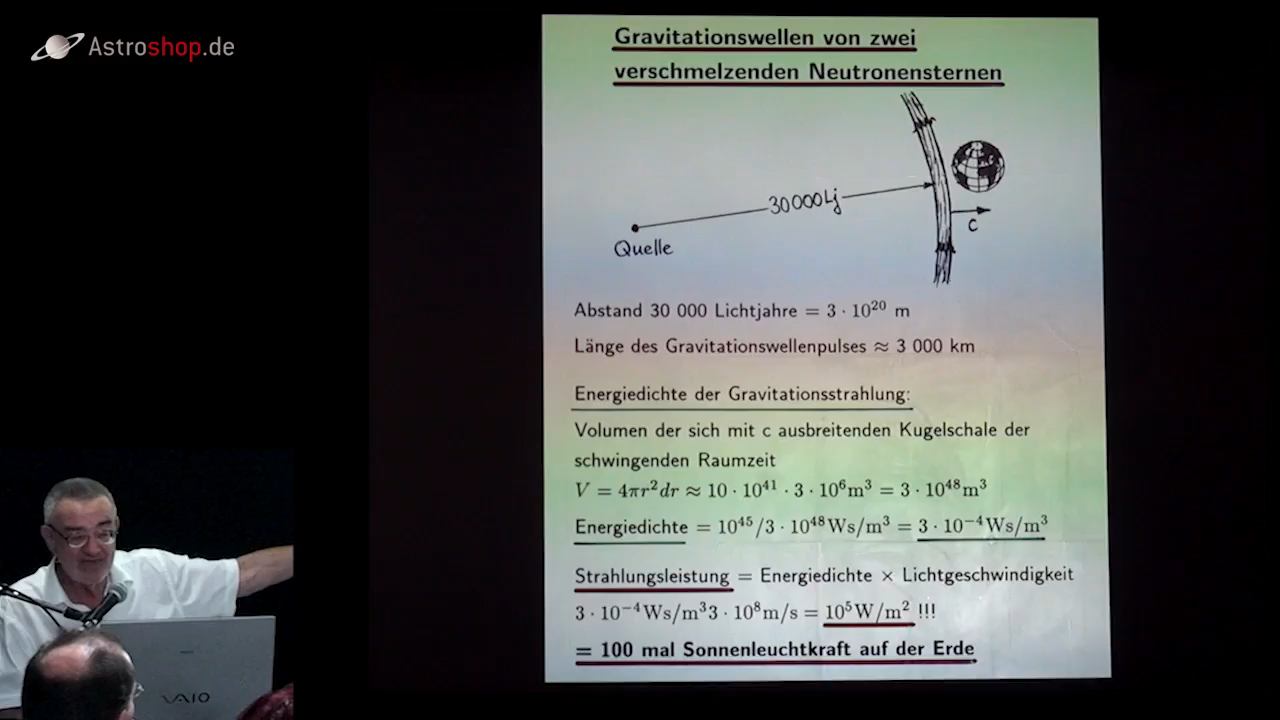 Astroshop.de
Gravitationswellen von zwei
verschmelzenden Neutronensternen
30000Lj
c
Quelle
Abstand 30 000 Lichtjahre = 3 · 10²⁰ m
Länge des Gravitationswellenpulses ≈ 3 000 km
Energiedichte der Gravitationsstrahlung:
Volumen der sich mit c ausbreitenden Kugelschale der
schwingenden Raumzeit
V = 4πr²dr ≈ 10 · 10⁴¹ · 3 · 10⁶m³ = 3 · 10⁴⁸m³
Energiedichte = 10⁴⁵/3 · 10⁴⁸Ws/m³ = 3 · 10⁻⁴Ws/m³
Strahlungsleistung = Energiedichte × Lichtgeschwindigkeit
3 · 10⁻⁴Ws/m³3 · 10⁸m/s = 10⁵W/m² !!!
= 100 mal Sonnenleuchtkraft auf der Erde
VAIO